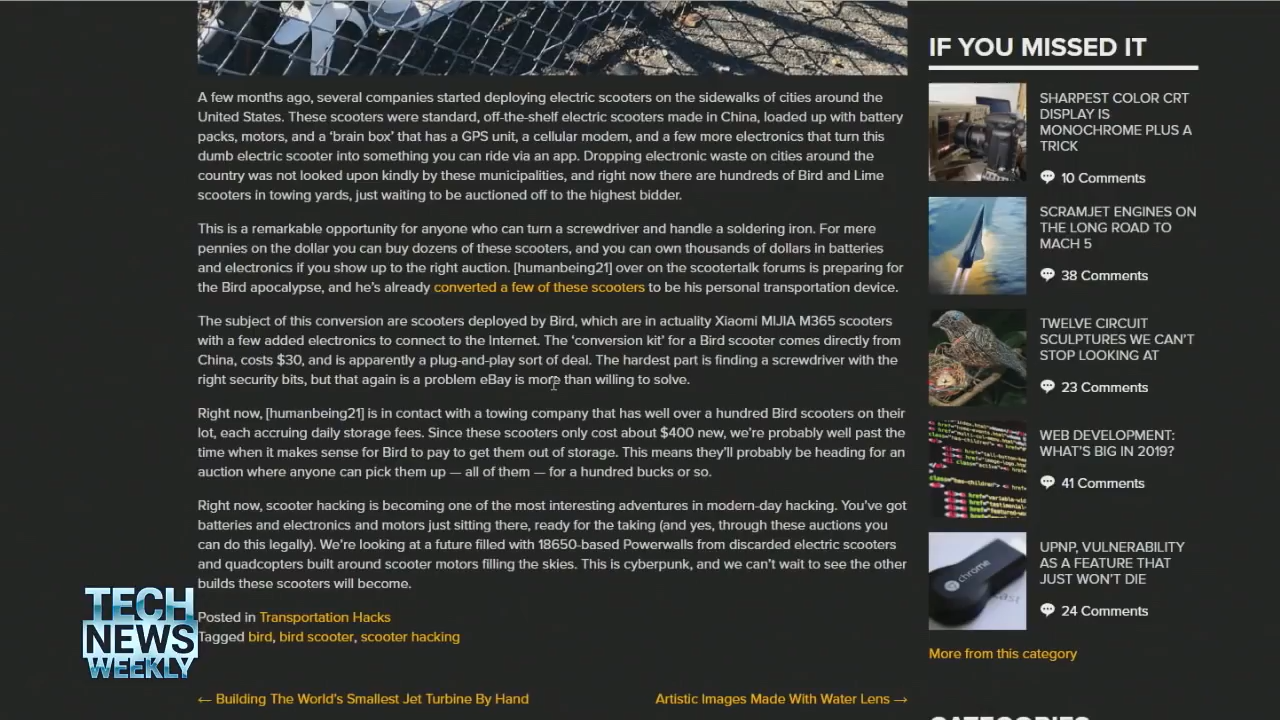 A few months ago, several companies started deploying electric scooters on the sidewalks of cities around the
United States. These scooters were standard, off-the-shelf electric scooters made in China, loaded up with battery
packs, motors, and a ‘brain box’ that has a GPS unit, a cellular modem, and a few more electronics that turn this
dumb electric scooter into something you can ride via an app. Dropping electronic waste on cities around the
country was not looked upon kindly by these municipalities, and right now there are hundreds of Bird and Lime
scooters in towing yards, just waiting to be auctioned off to the highest bidder.
This is a remarkable opportunity for anyone who can turn a screwdriver and handle a soldering iron. For mere
pennies on the dollar you can buy dozens of these scooters, and you can own thousands of dollars in batteries
and electronics if you show up to the right auction. [humanbeing21] over on the scootertalk forums is preparing for
the Bird apocalypse, and he’s already converted a few of these scooters to be his personal transportation device.
The subject of this conversion are scooters deployed by Bird, which are in actuality Xiaomi MIJIA M365 scooters
with a few added electronics to connect to the Internet. The ‘conversion kit’ for a Bird scooter comes directly from
China, costs $30, and is apparently a plug-and-play sort of deal. The hardest part is finding a screwdriver with the
right security bits, but that again is a problem eBay is more than willing to solve.
Right now, [humanbeing21] is in contact with a towing company that has well over a hundred Bird scooters on their
lot, each accruing daily storage fees. Since these scooters only cost about $400 new, we’re probably well past the
time when it makes sense for Bird to pay to get them out of storage. This means they’ll probably be heading for an
auction where anyone can pick them up — all of them — for a hundred bucks or so.
Right now, scooter hacking is becoming one of the most interesting adventures in modern-day hacking. You’ve got
batteries and electronics and motors just sitting there, ready for the taking (and yes, through these auctions you
can do this legally). We’re looking at a future filled with 18650-based Powerwalls from discarded electric scooters
and quadcopters built around scooter motors filling the skies. This is cyberpunk, and we can’t wait to see the other
builds these scooters will become.
Posted in Transportation Hacks
Tagged bird, bird scooter, scooter hacking
← Building The World’s Smallest Jet Turbine By Hand
Artistic Images Made With Water Lens →
TECH
NEWS
WEEKLY
IF YOU MISSED IT
SHARPEST COLOR CRT
DISPLAY IS
MONOCHROME PLUS A
TRICK
10 Comments
SCRAMJET ENGINES ON
THE LONG ROAD TO
MACH 5
38 Comments
TWELVE CIRCUIT
SCULPTURES WE CAN’T
STOP LOOKING AT
23 Comments
WEB DEVELOPMENT:
WHAT’S BIG IN 2019?
41 Comments
chrome
UPNP, VULNERABILITY
AS A FEATURE THAT
JUST WON’T DIE
24 Comments
More from this category
CATEGORIES